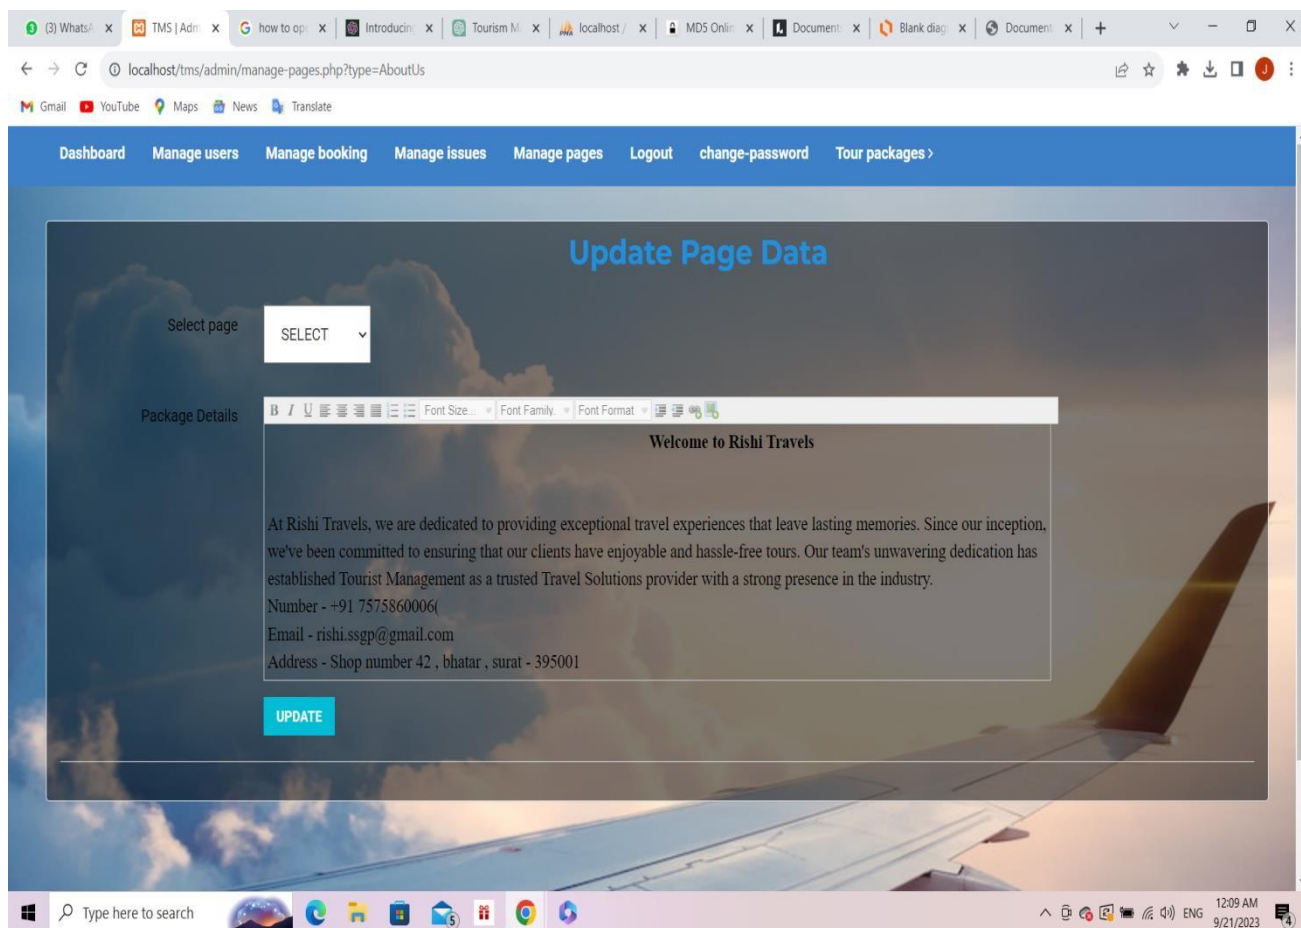 (3) WhatsA
TMS | Adm
how to op
Introducing
Tourism M
localhost /
MD5 Onlin
Document
Blank diag
Document
localhost/tms/admin/manage-pages.php?type=AboutUs
J
Gmail YouTube Maps News Translate
Dashboard Manage users Manage booking Manage issues Manage pages Logout change-password Tour packages >
Update Page Data
Select page
SELECT
Package Details
B I U Font Size... Font Family. Font Format
Welcome to Rishi Travels
At Rishi Travels, we are dedicated to providing exceptional travel experiences that leave lasting memories. Since our inception,
we've been committed to ensuring that our clients have enjoyable and hassle-free tours. Our team's unwavering dedication has
established Tourist Management as a trusted Travel Solutions provider with a strong presence in the industry.
Number - +91 7575860006(
Email - rishi.ssgp@gmail.com
Address - Shop number 42 , bhatar , surat - 395001
UPDATE
Type here to search
5
ENG
12:09 AM
9/21/2023
4